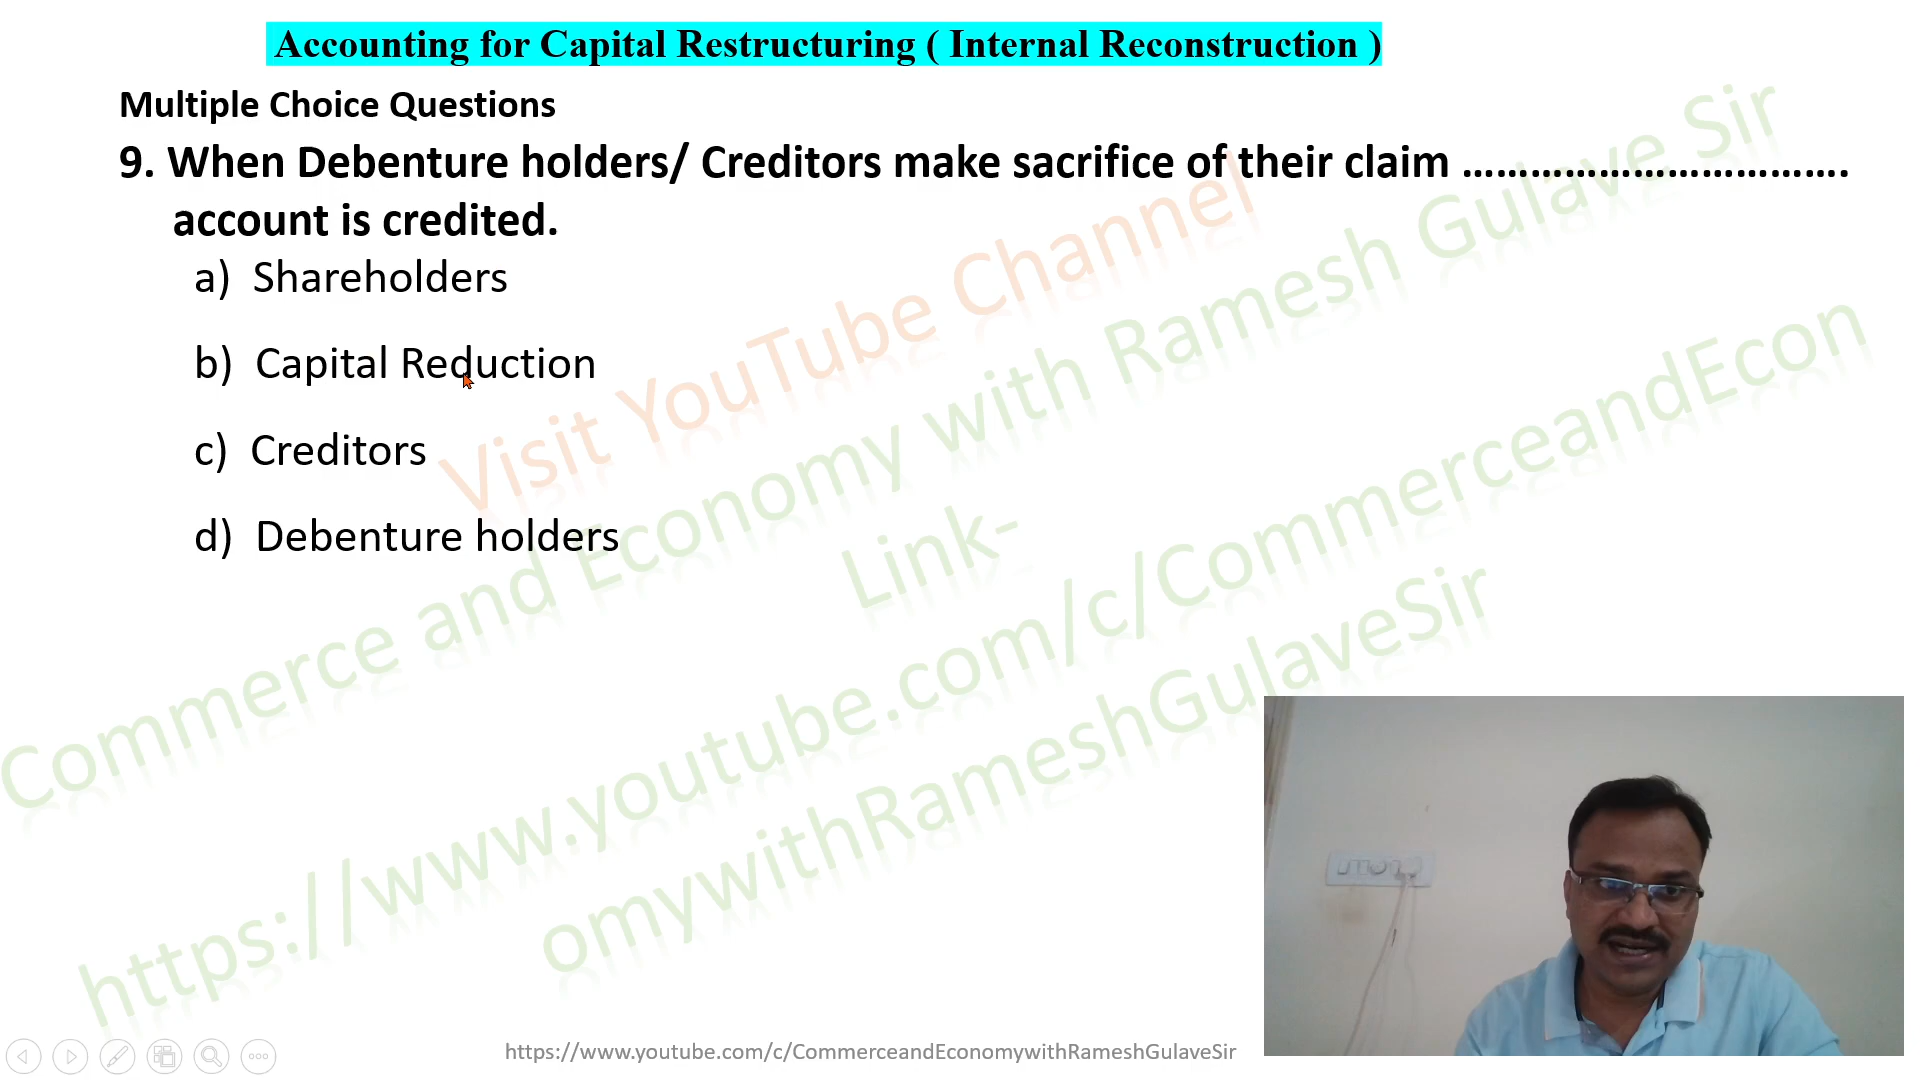 Accounting for Capital Restructuring ( Internal Reconstruction )
Multiple Choice Questions
9. When Debenture holders/ Creditors make sacrifice of their claim …………………………….
account is credited.
a) Shareholders
b) Capital Reduction
c) Creditors
d) Debenture holders
Visit YouTube Channel
Commerce and Economy with Ramesh Gulave Sir
Link-
https://www.youtube.com/c/CommerceandEcon
omywithRameshGulaveSir
https://www.youtube.com/c/CommerceandEconomywithRameshGulaveSir